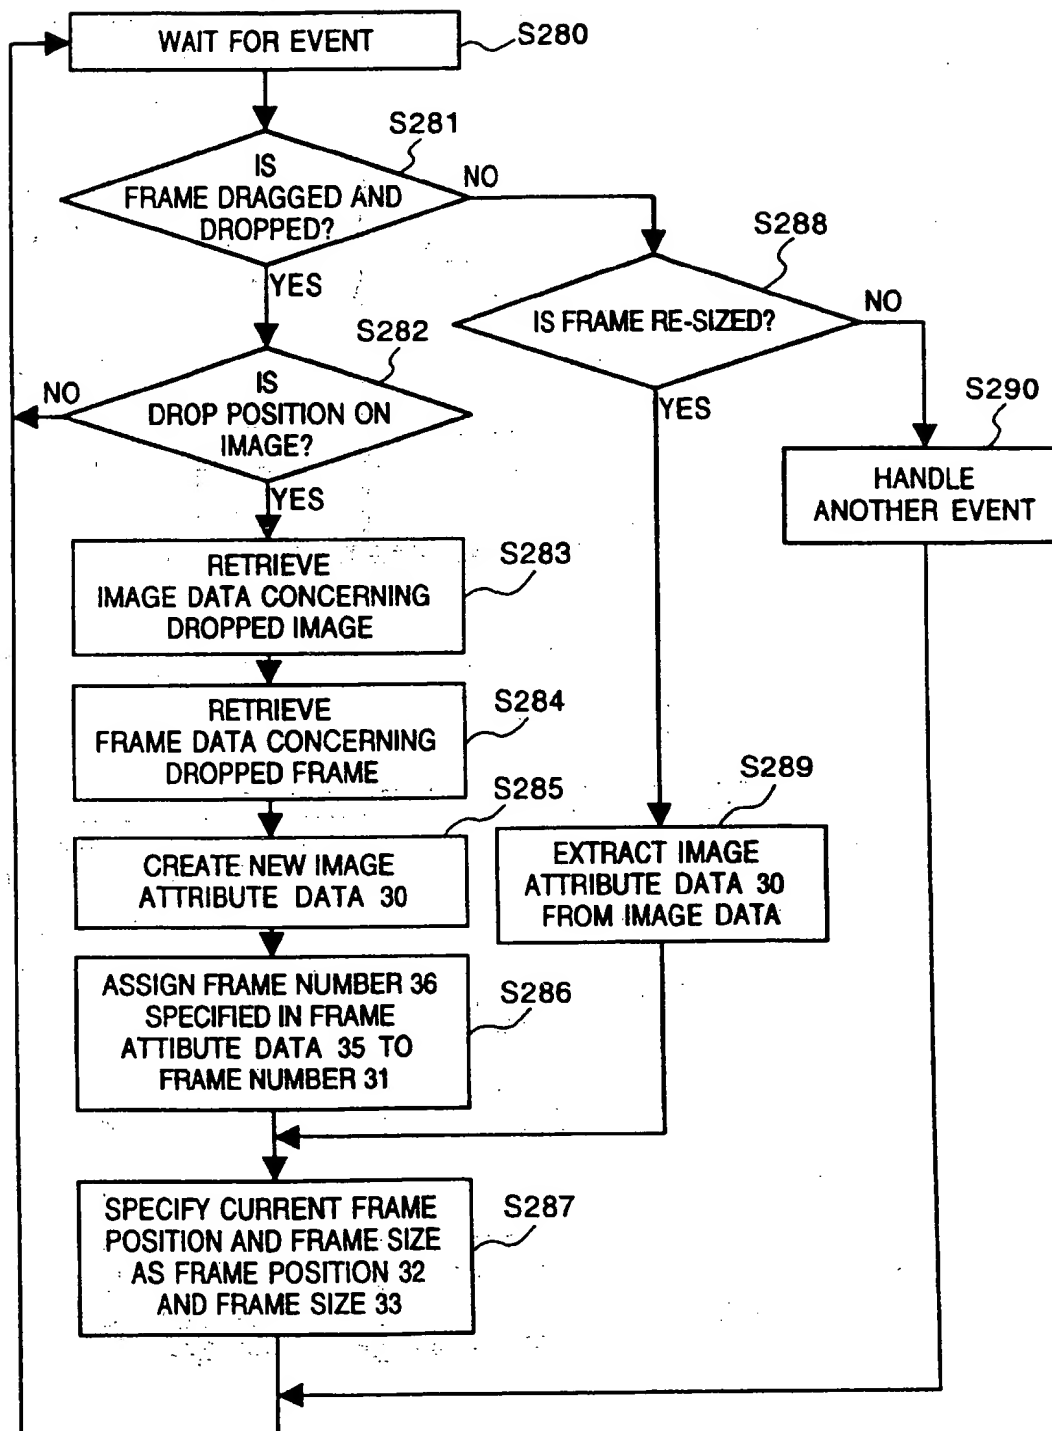 WAIT FOR EVENT
S280
S281
IS
FRAME DRAGGED AND
DROPPED?
NO
YES
S288
IS FRAME RE-SIZED?
NO
YES
S282
IS
DROP POSITION ON
IMAGE?
NO
YES
S290
HANDLE
ANOTHER EVENT
S283
RETRIEVE
IMAGE DATA CONCERNING
DROPPED IMAGE
S284
RETRIEVE
FRAME DATA CONCERNING
DROPPED FRAME
S285
CREATE NEW IMAGE
ATTRIBUTE DATA 30
S289
EXTRACT IMAGE
ATTRIBUTE DATA 30
FROM IMAGE DATA
S286
ASSIGN FRAME NUMBER 36
SPECIFIED IN FRAME
ATTIBUTE DATA 35 TO
FRAME NUMBER 31
S287
SPECIFY CURRENT FRAME
POSITION AND FRAME SIZE
AS FRAME POSITION 32
AND FRAME SIZE 33